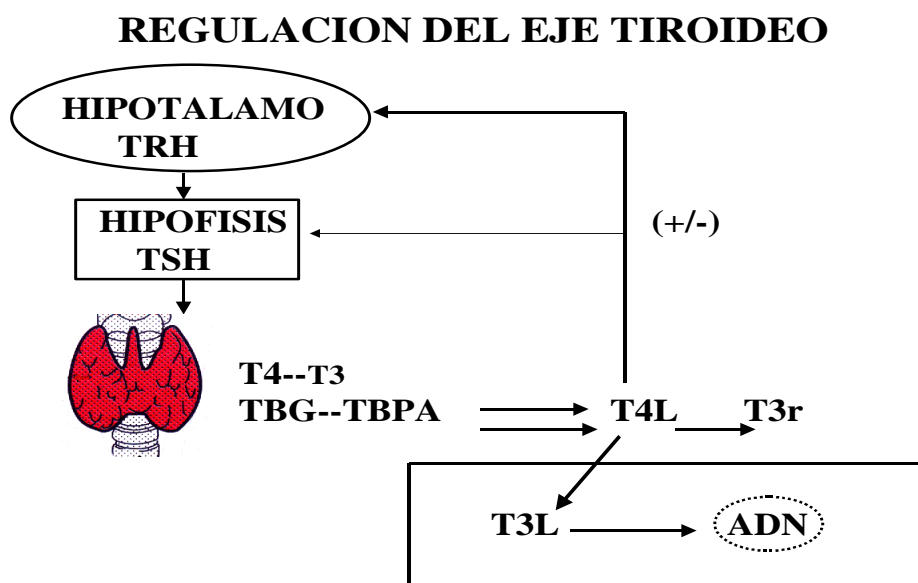 REGULACION DEL EJE TIROIDEO
HIPOTALAMO
TRH
HIPOFISIS
TSH
(+/-)
T4--T3
TBG--TBPA
T4L
T3r
T3L
ADN